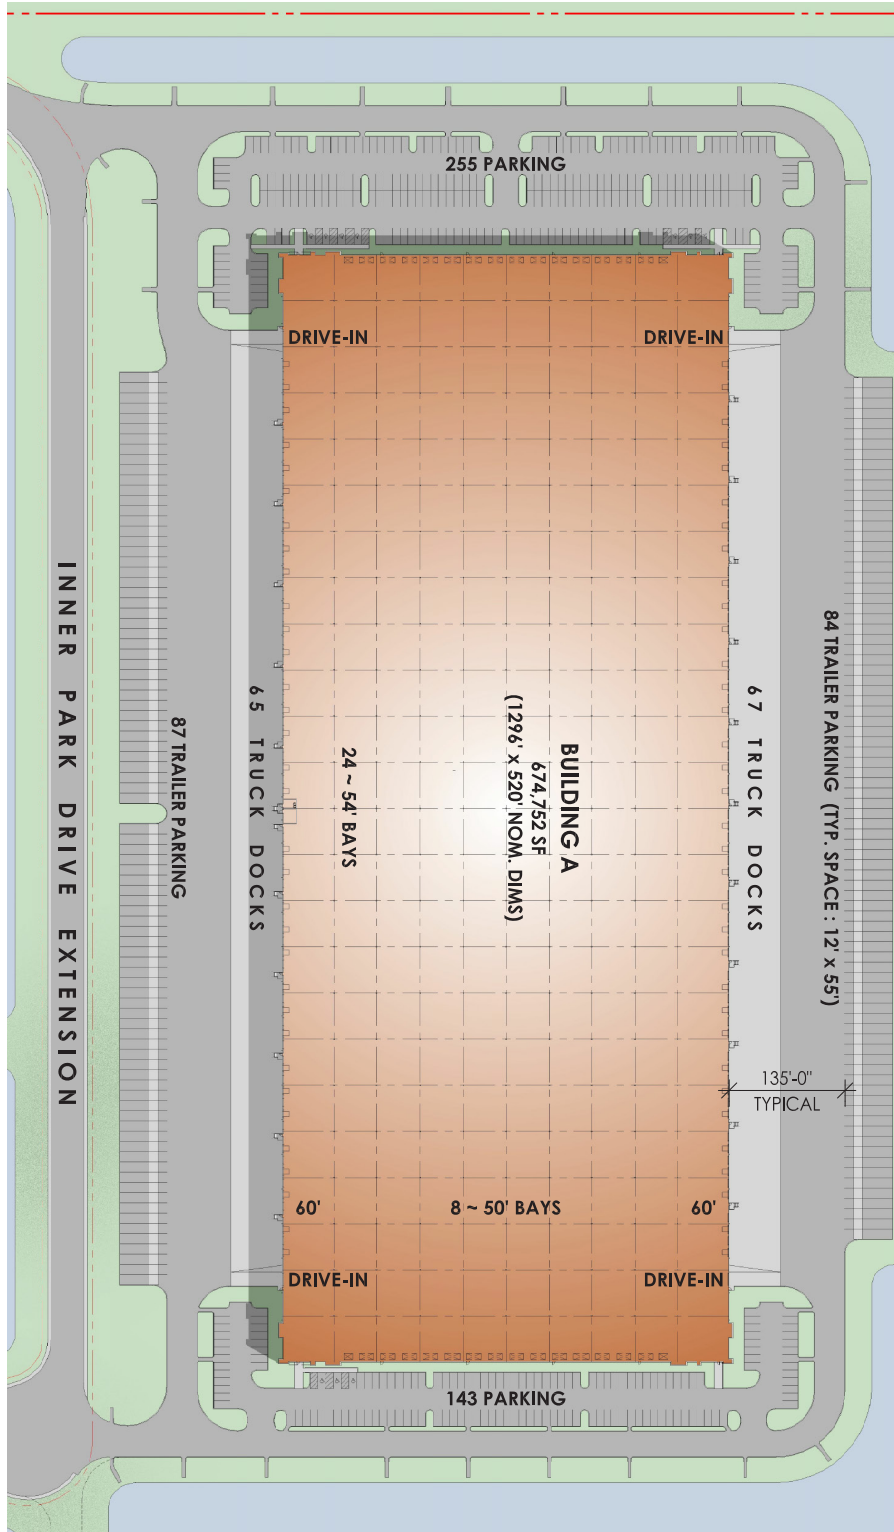 255 PARKING
DRIVE-IN
DRIVE-IN
INNER PARK DRIVE EXTENSION
87 TRAILER PARKING
65 TRUCK DOCKS
24 ~ 54' BAYS
BUILDING A
674,752 SF
(1296' x 520' NOM. DIMS)
67 TRUCK DOCKS
84 TRAILER PARKING (TYP. SPACE : 12' x 55')
135'-0"
TYPICAL
60'
8 ~ 50' BAYS
60'
DRIVE-IN
DRIVE-IN
143 PARKING